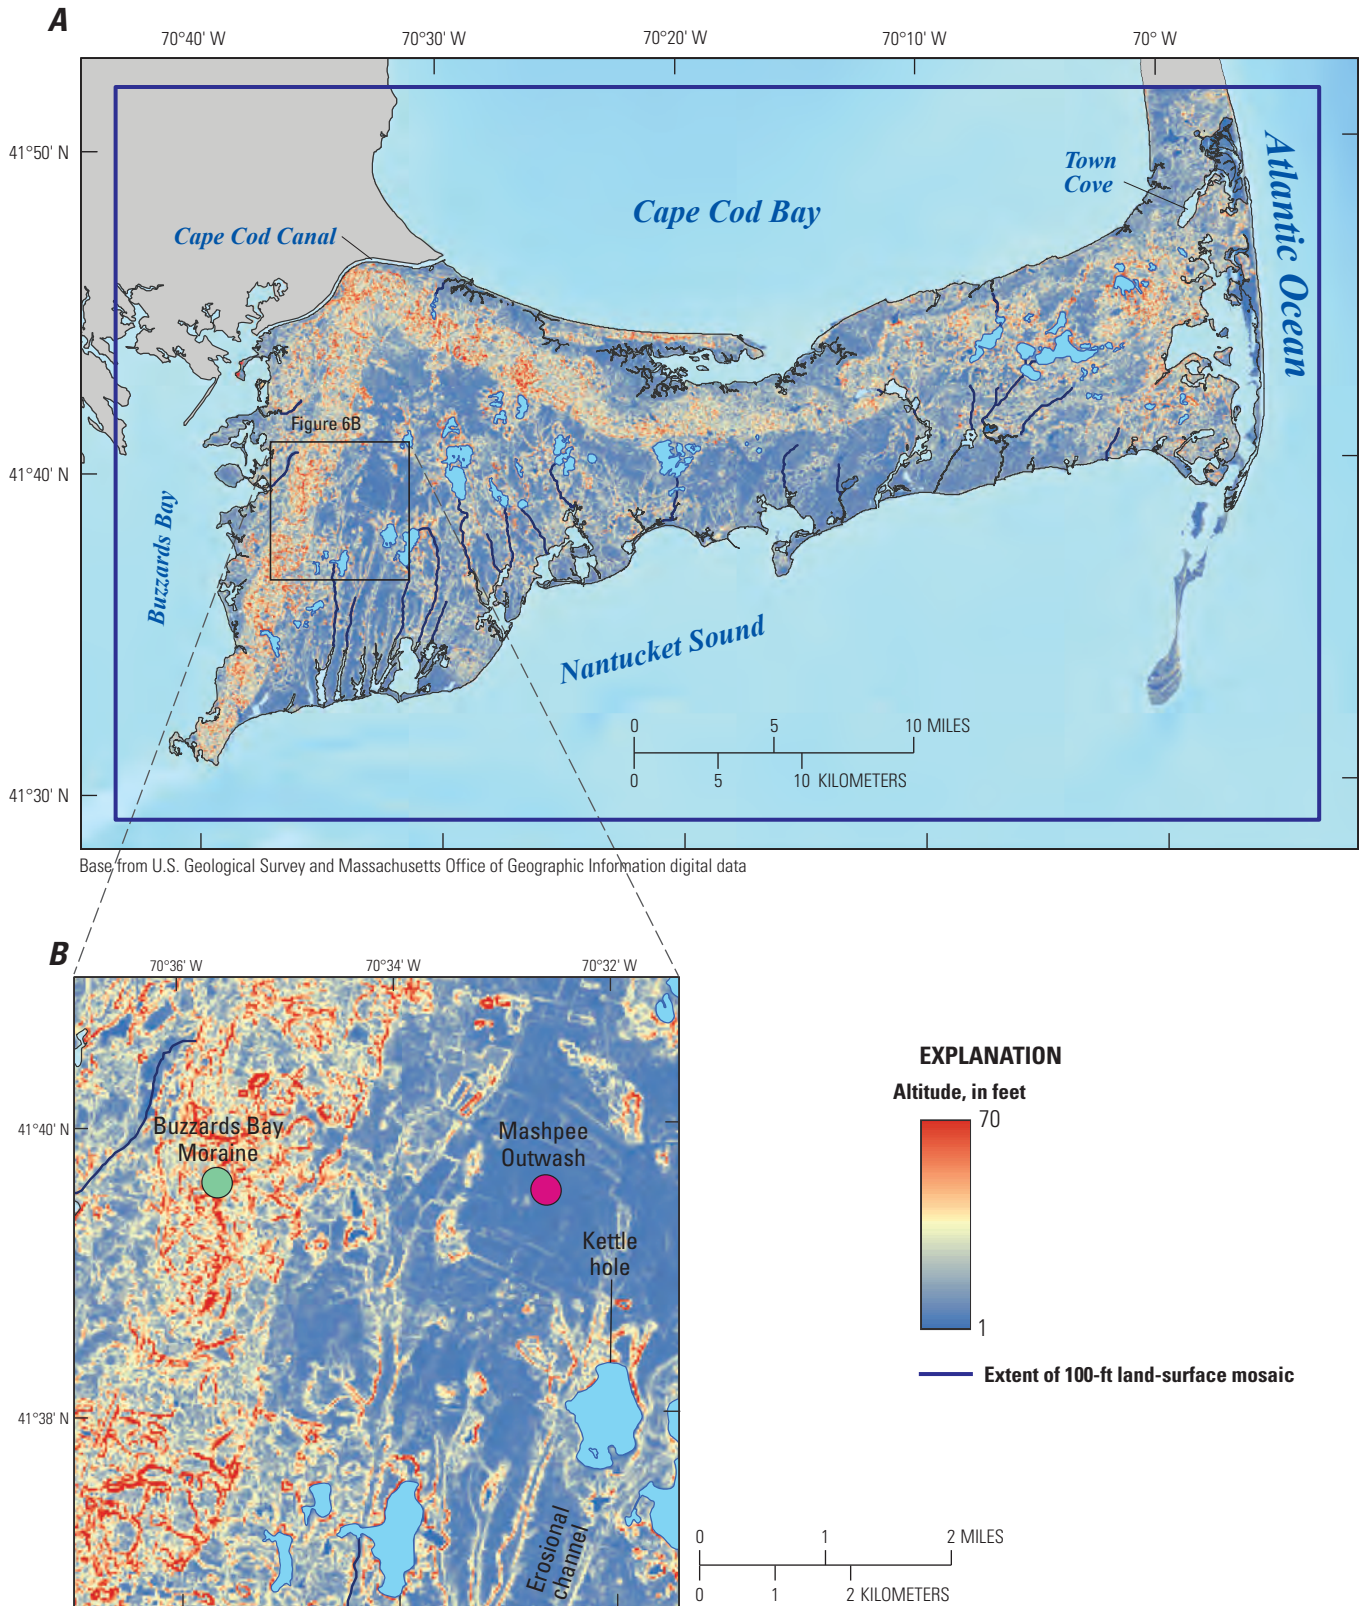 A
70°40' W
70°30' W
70°20' W
70°10' W
70° W
41°50' N
41°40' N
41°30' N
Cape Cod Canal
Cape Cod Bay
Town
Cove
Atlantic Ocean
Figure 6B
Buzzards Bay
Nantucket Sound
0 5 10 MILES
0 5 10 KILOMETERS
Base from U.S. Geological Survey and Massachusetts Office of Geographic Information digital data
B
70°36' W
70°34' W
70°32' W
41°40' N
41°38' N
Buzzards Bay
Moraine
Mashpee
Outwash
Kettle
hole
Erosional
channel
EXPLANATION
Altitude, in feet
70
1
Extent of 100-ft land-surface mosaic
0 1 2 MILES
0 1 2 KILOMETERS